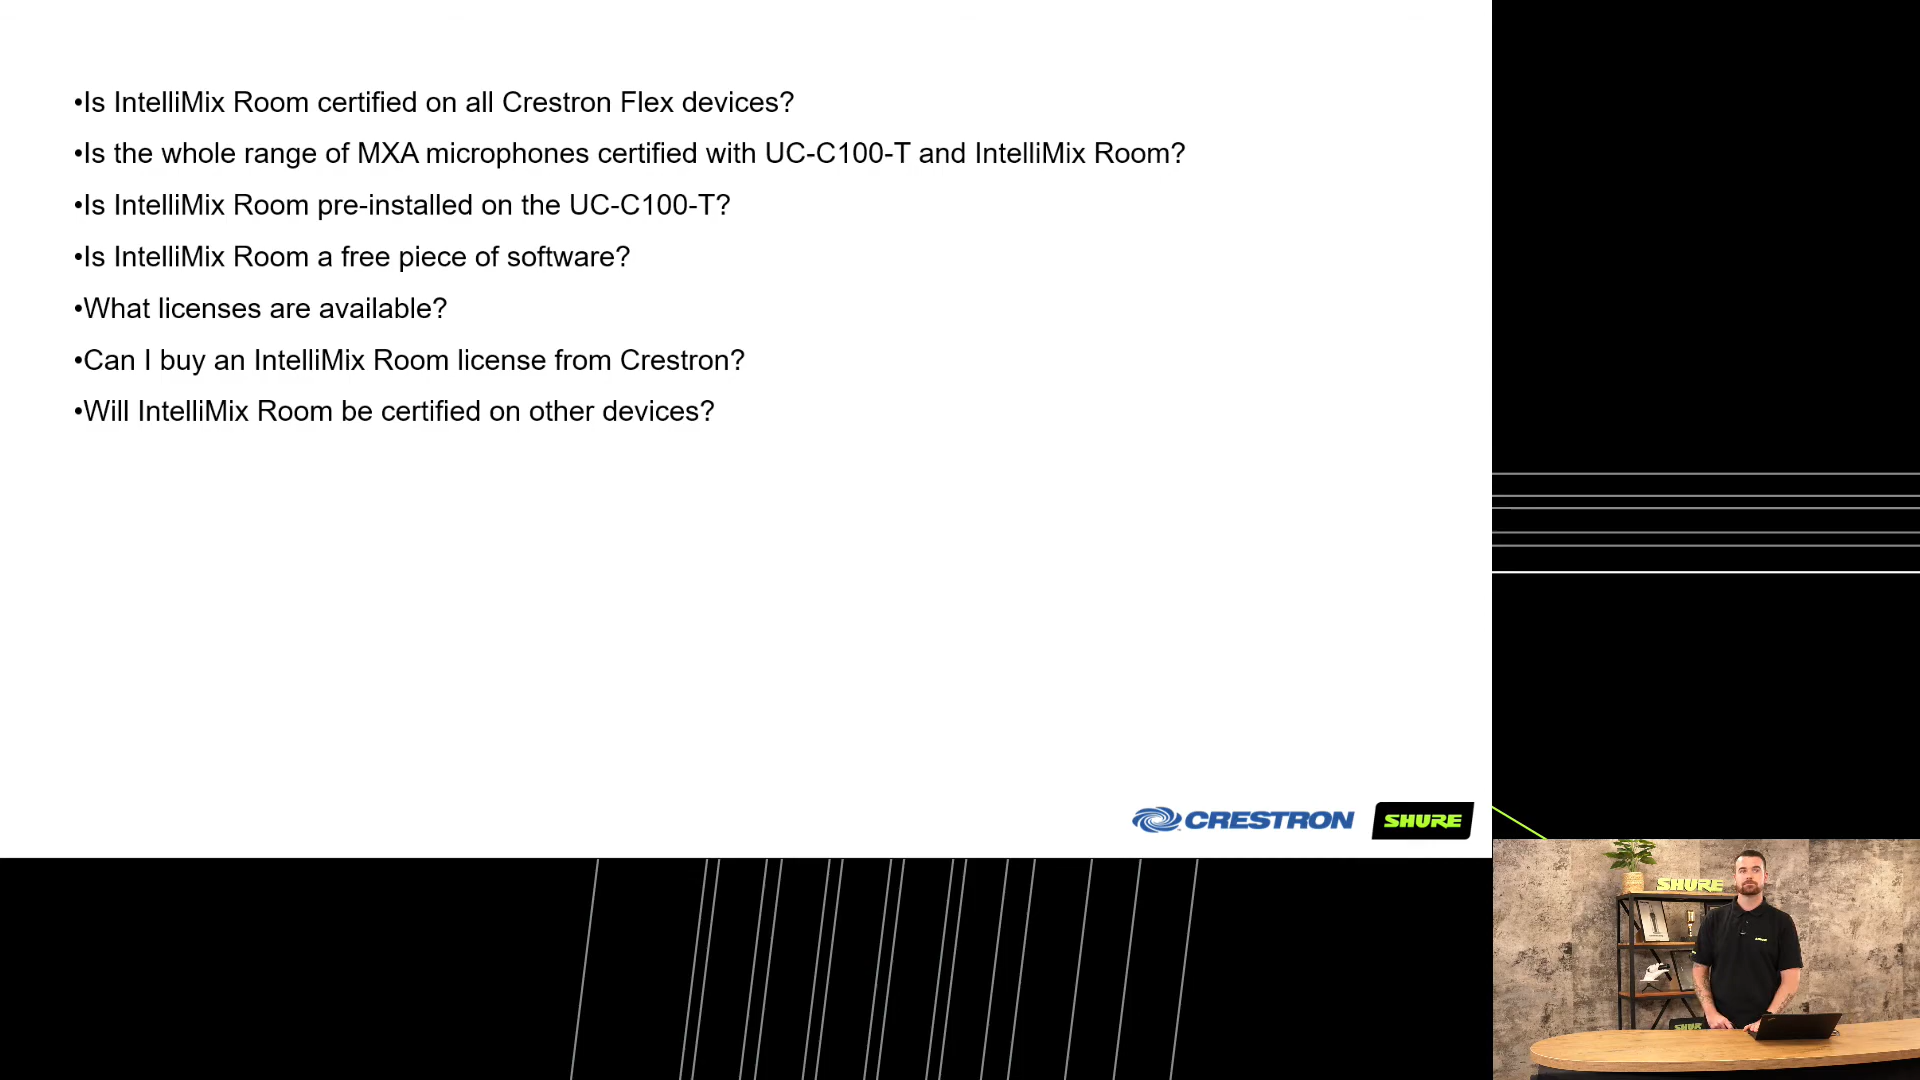 •Is IntelliMix Room certified on all Crestron Flex devices?
•Is the whole range of MXA microphones certified with UC-C100-T and IntelliMix Room?
•Is IntelliMix Room pre-installed on the UC-C100-T?
•Is IntelliMix Room a free piece of software?
•What licenses are available?
•Can I buy an IntelliMix Room license from Crestron?
•Will IntelliMix Room be certified on other devices?
CRESTRON
SHURE
SHURE
SHURE